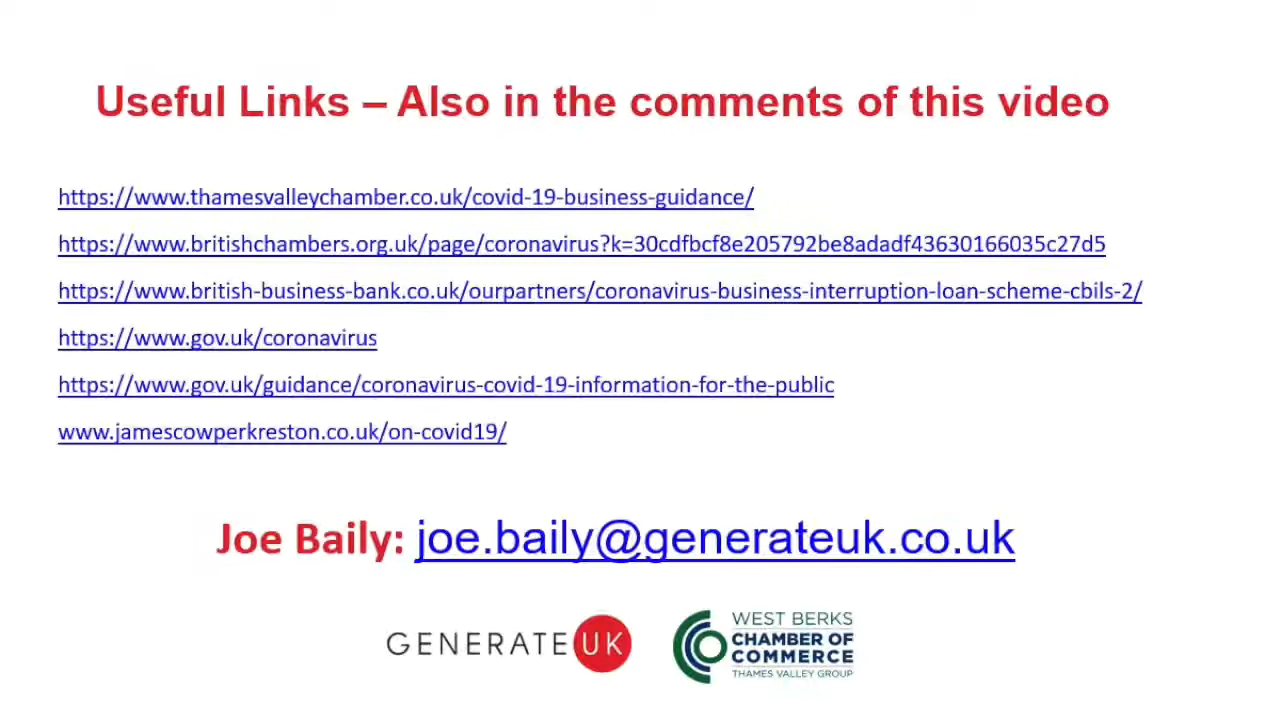 Useful Links – Also in the comments of this video
https://www.thamesvalleychamber.co.uk/covid-19-business-guidance/
https://www.britishchambers.org.uk/page/coronavirus?k=30cdfbcf8e205792be8adadf43630166035c27d5
https://www.british-business-bank.co.uk/ourpartners/coronavirus-business-interruption-loan-scheme-cbils-2/
https://www.gov.uk/coronavirus
https://www.gov.uk/guidance/coronavirus-covid-19-information-for-the-public
www.jamescowperkreston.co.uk/on-covid19/
Joe Baily: joe.baily@generateuk.co.uk
GENERATE UK
WEST BERKS
CHAMBER OF
COMMERCE
THAMES VALLEY GROUP